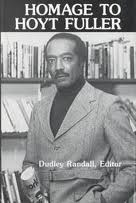 HOMAGE TO
HOYT FULLER
Dudley Randall, Editor